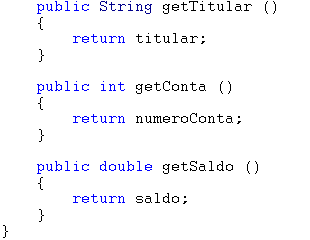 public String getTitular ()
{
return titular;
}
public int getConta ()
{
return numeroConta;
}
public double getSaldo ()
{
return saldo;
}
}